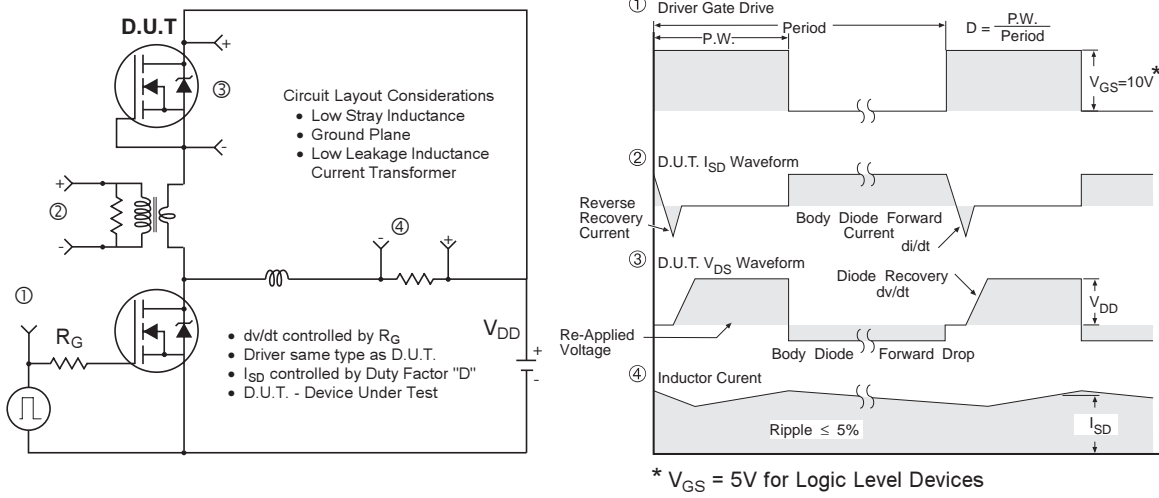 D.U.T
+
③
-
Circuit Layout Considerations
• Low Stray Inductance
• Ground Plane
• Low Leakage Inductance
Current Transformer
+
②
-
④
-
+
①
R_G
V_DD
+
-
• dv/dt controlled by R_G
• Driver same type as D.U.T.
• I_SD controlled by Duty Factor "D"
• D.U.T. - Device Under Test
① Driver Gate Drive
P.W.
Period
D = P.W. / Period
V_GS=10V*
② D.U.T. I_SD Waveform
Reverse
Recovery
Current
Body Diode Forward
Current
di/dt
③ D.U.T. V_DS Waveform
Diode Recovery
dv/dt
V_DD
Re-Applied
Voltage
Body Diode Forward Drop
④ Inductor Curent
Ripple ≤ 5%
I_SD
* V_GS = 5V for Logic Level Devices